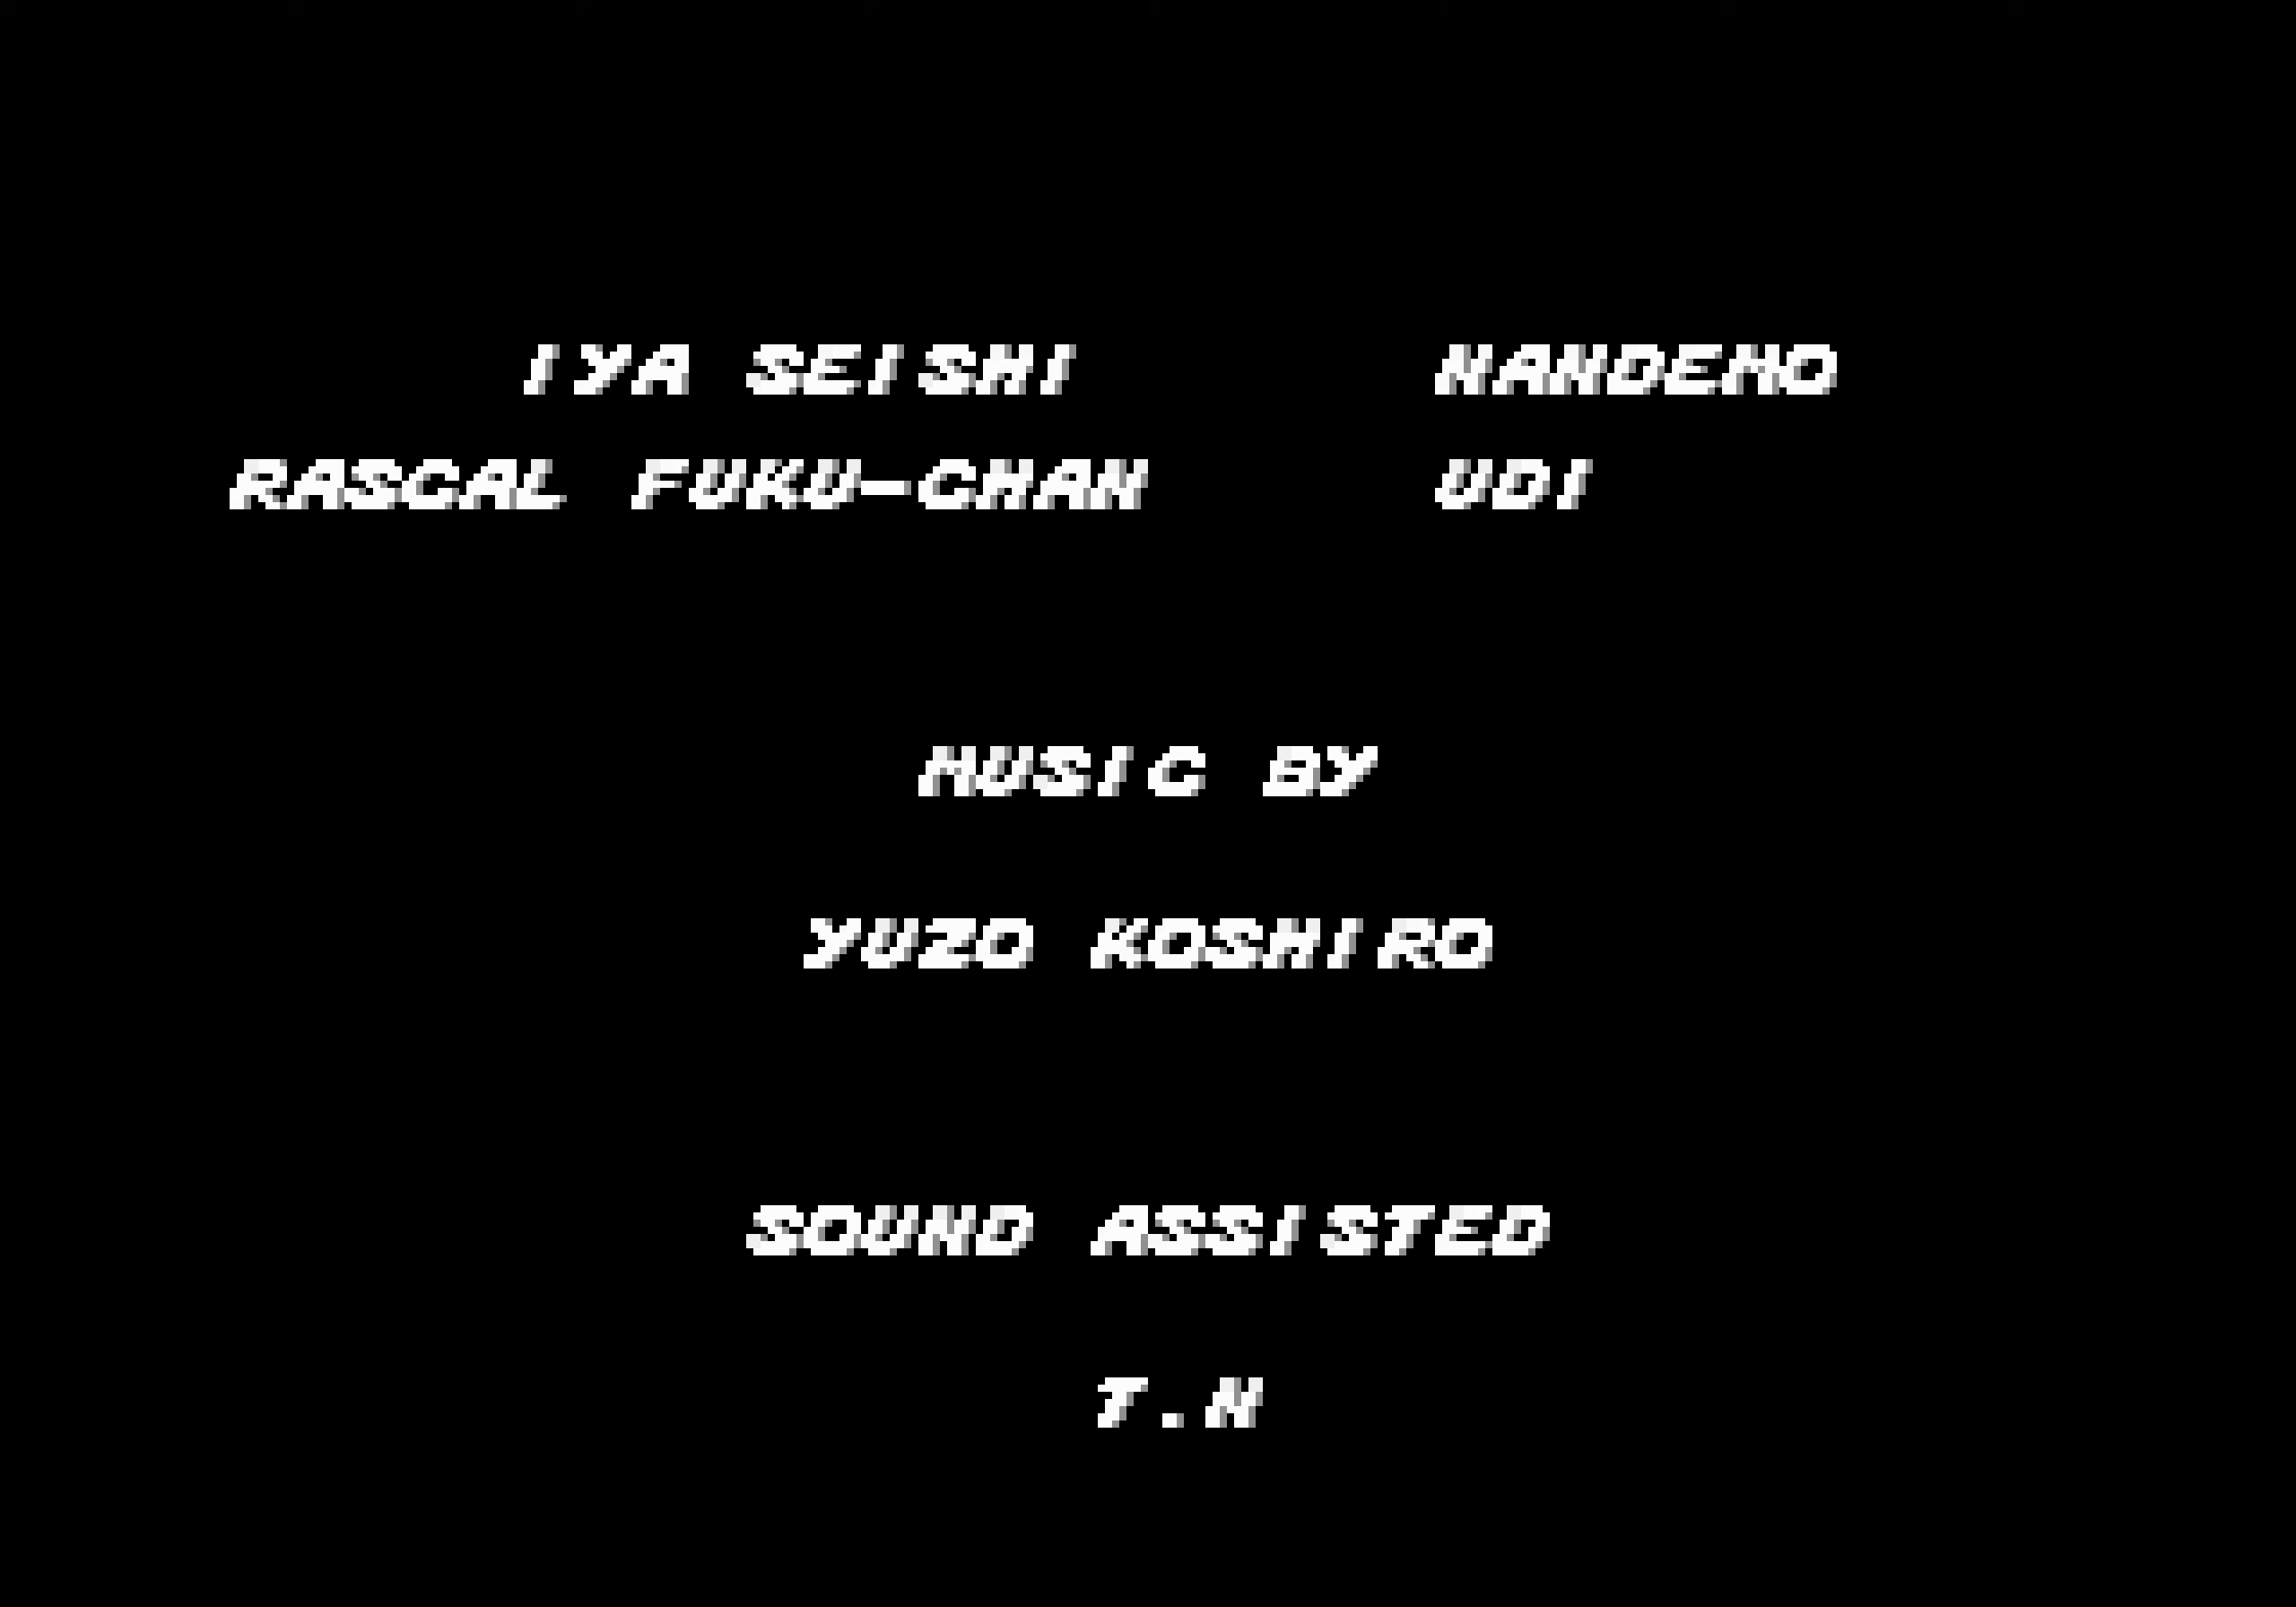 IYA SEISHI NANDEMO
RASCAL FUKU-CHAN UDI
MUSIC BY
YUZO KOSHIRO
SOUND ASSISTED
T.N